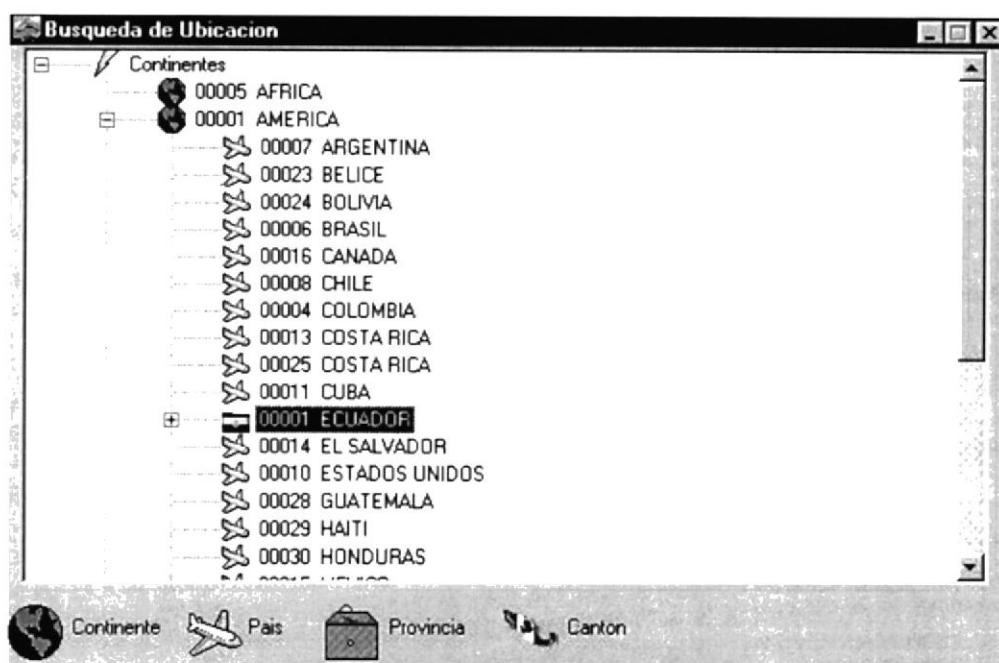 Busqueda de Ubicacion
Continentes
00005 AFRICA
00001 AMERICA
00007 ARGENTINA
00023 BELICE
00024 BOLIVIA
00006 BRASIL
00016 CANADA
00008 CHILE
00004 COLOMBIA
00013 COSTA RICA
00025 COSTA RICA
00011 CUBA
00001 ECUADOR
00014 EL SALVADOR
00010 ESTADOS UNIDOS
00028 GUATEMALA
00029 HAITI
00030 HONDURAS
Continente Pais Provincia Canton